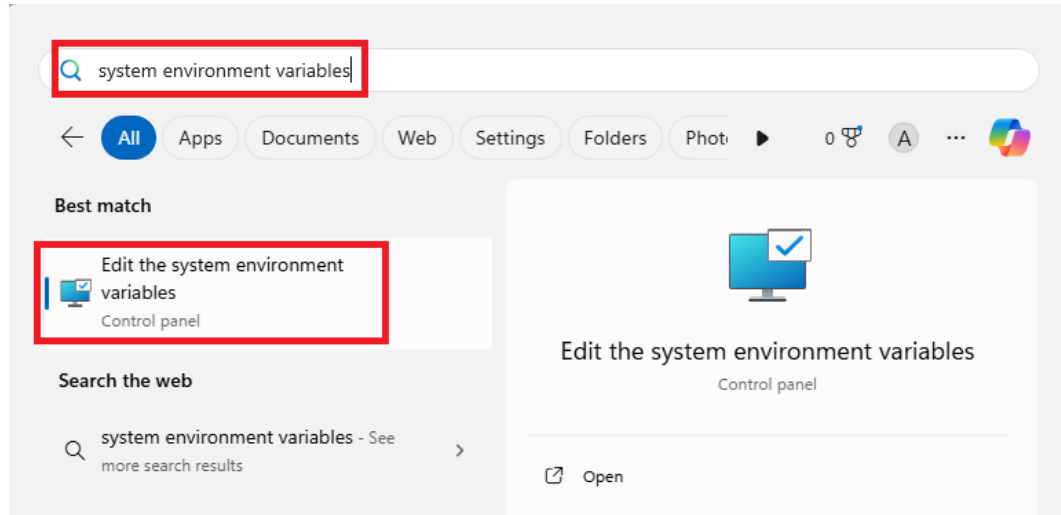 system environment variables
All Apps Documents Web Settings Folders Phot 0 A ...
Best match
Edit the system environment
variables
Control panel
Search the web
system environment variables - See
more search results
Edit the system environment variables
Control panel
Open